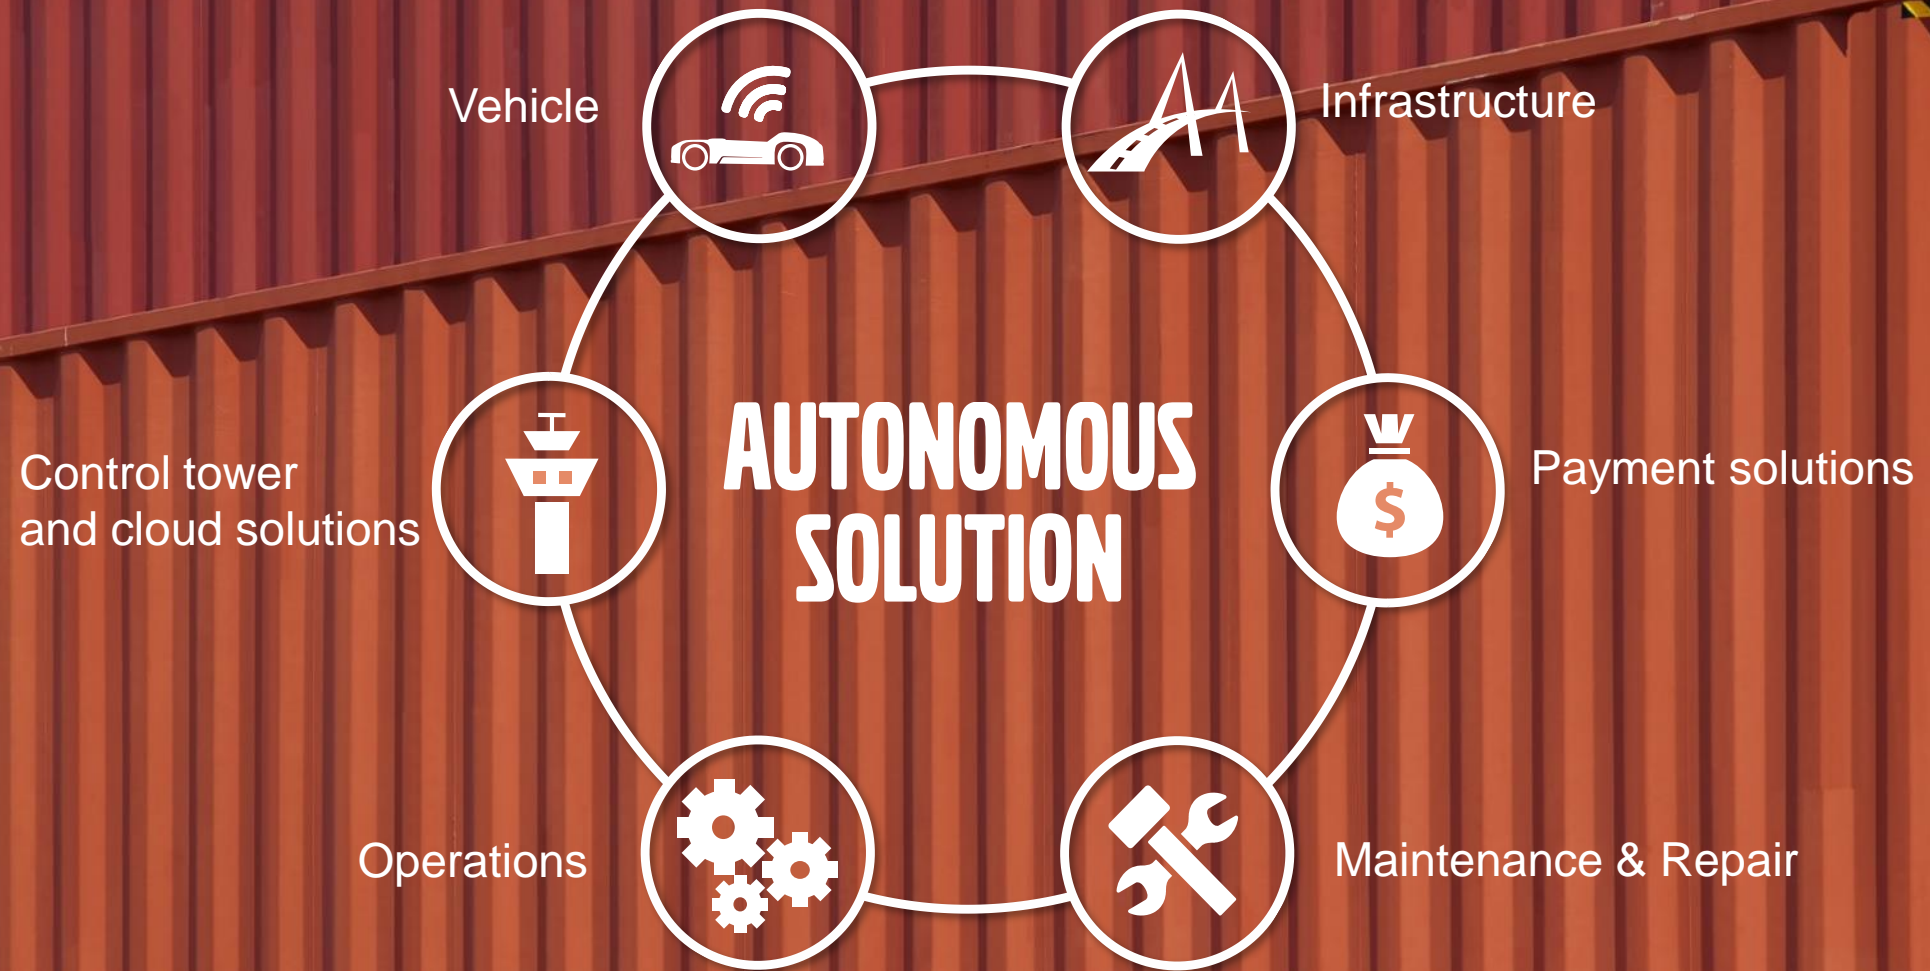 Vehicle
Infrastructure
Control tower
and cloud solutions
AUTONOMOUS
SOLUTION
$
Payment solutions
Operations
Maintenance & Repair